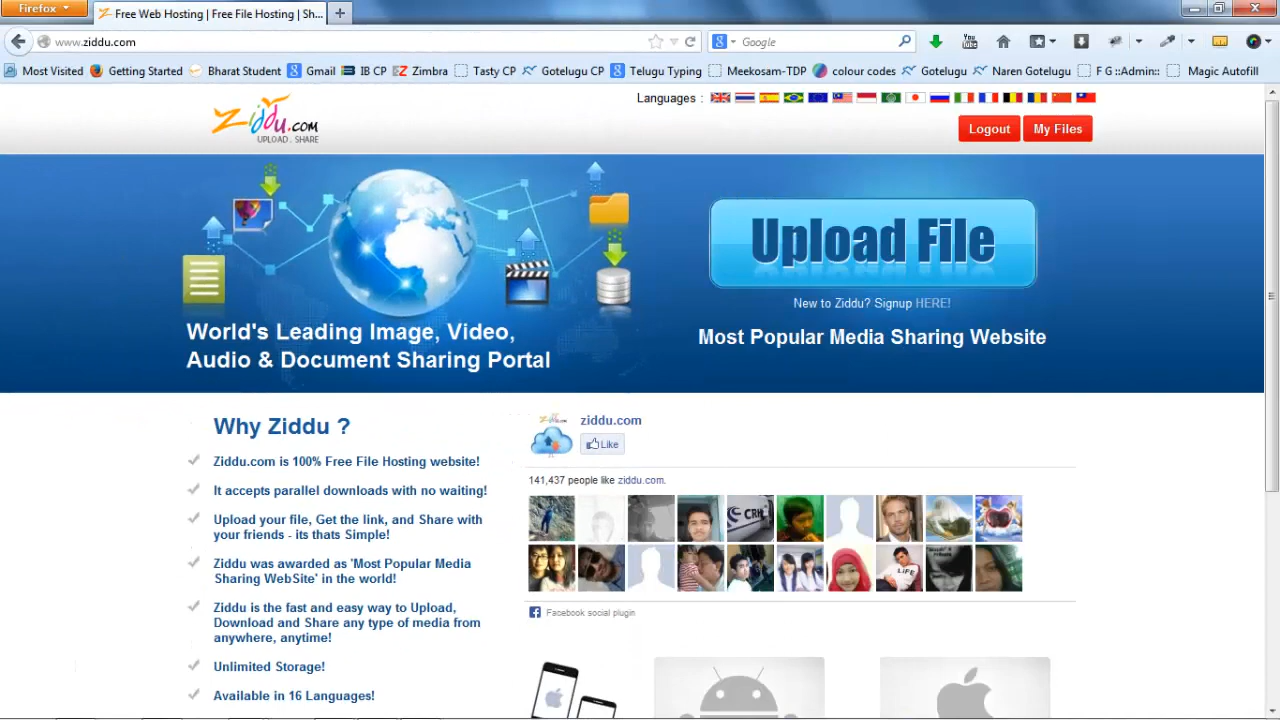 Firefox
Free Web Hosting | Free File Hosting | Sh...
www.ziddu.com
Google
Most Visited
Getting Started
Bharat Student
Gmail
IB CP
Zimbra
Tasty CP
Gotelugu CP
Telugu Typing
Meekosam-TDP
colour codes
Gotelugu
Naren Gotelugu
F G ::Admin::
Magic Autofill
Languages :
Ziddu.com
UPLOAD . SHARE
Logout
My Files
Upload File
New to Ziddu? Signup HERE!
World's Leading Image, Video,
Audio & Document Sharing Portal
Most Popular Media Sharing Website
Why Ziddu ?
Ziddu.com is 100% Free File Hosting website!
It accepts parallel downloads with no waiting!
Upload your file, Get the link, and Share with
your friends - its thats Simple!
Ziddu was awarded as 'Most Popular Media
Sharing WebSite' in the world!
Ziddu is the fast and easy way to Upload,
Download and Share any type of media from
anywhere, anytime!
Unlimited Storage!
Available in 16 Languages!
ziddu.com
Like
141,437 people like ziddu.com.
CRH
LIFE
Facebook social plugin